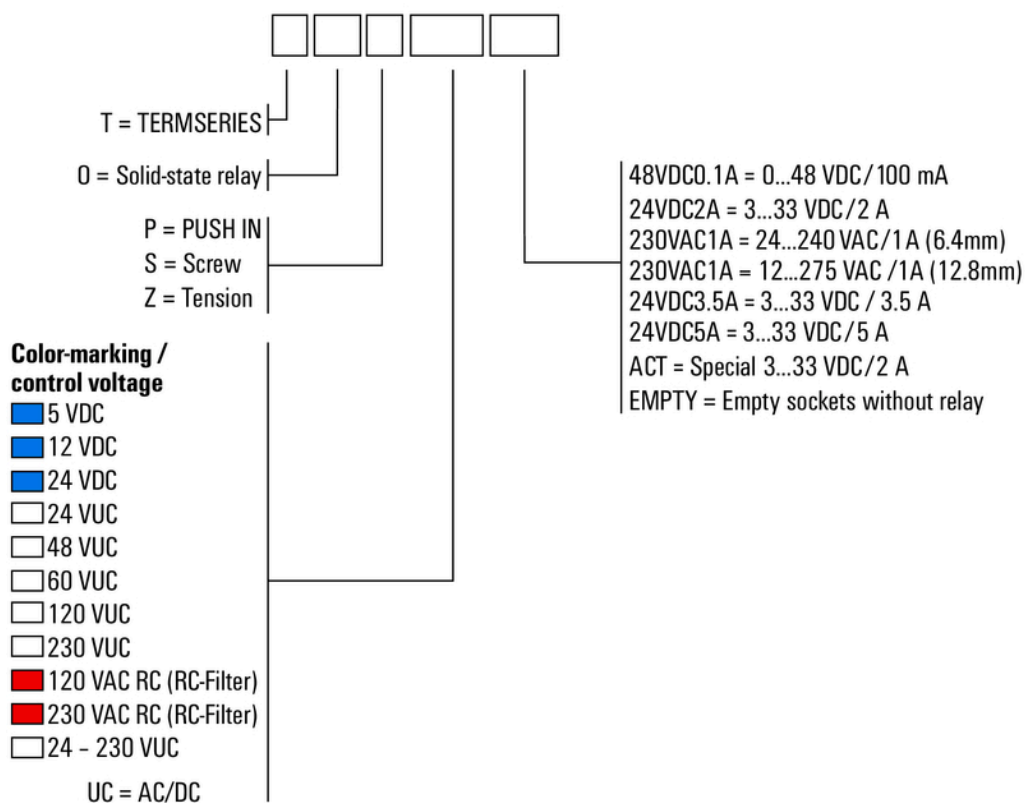 T = TERMSERIES
O = Solid-state relay
P = PUSH IN
S = Screw
Z = Tension
Color-marking /
control voltage
5 VDC
12 VDC
24 VDC
24 VUC
48 VUC
60 VUC
120 VUC
230 VUC
120 VAC RC (RC-Filter)
230 VAC RC (RC-Filter)
24 – 230 VUC
UC = AC/DC
48VDC0.1A = 0...48 VDC/100 mA
24VDC2A = 3...33 VDC/2 A
230VAC1A = 24...240 VAC/1A (6.4mm)
230VAC1A = 12...275 VAC /1A (12.8mm)
24VDC3.5A = 3...33 VDC / 3.5 A
24VDC5A = 3...33 VDC/5 A
ACT = Special 3...33 VDC/2 A
EMPTY = Empty sockets without relay